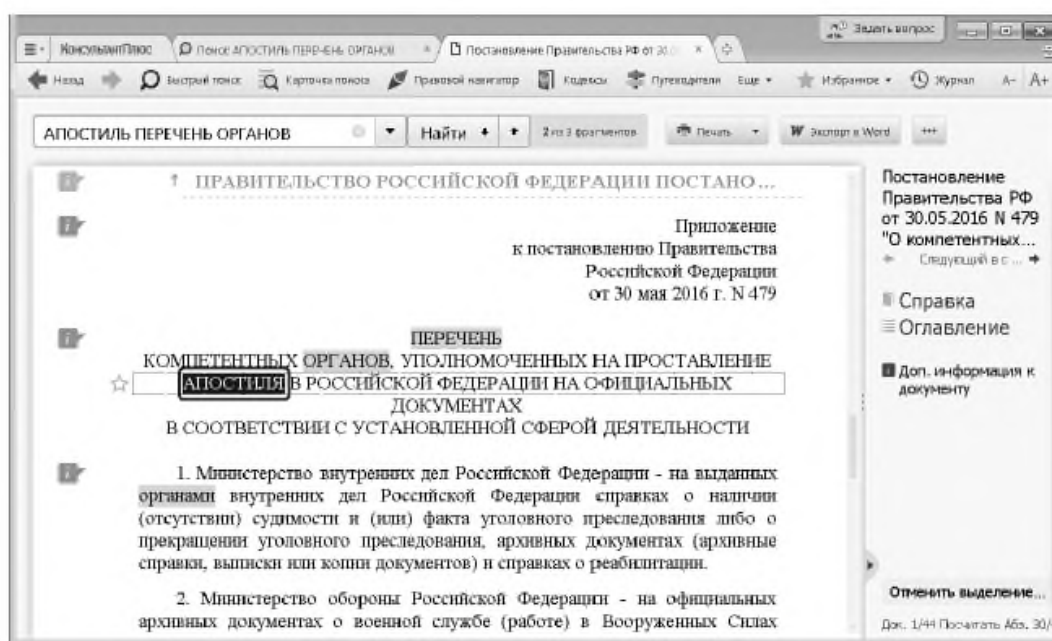 Задать вопрос
КонсультантПлюс Поиск: АПОСТИЛЬ ПЕРЕЧЕНЬ ОРГАНОВ × Постановление Правительства РФ от 30.0 ×
Назад Быстрый поиск Карточка поиска Правовой навигатор Кодексы Путеводители Еще Избранное Журнал A− A+
АПОСТИЛЬ ПЕРЕЧЕНЬ ОРГАНОВ Найти 2 из 3 фрагментов Печать Экспорт в Word
↑ ПРАВИТЕЛЬСТВО РОССИЙСКОЙ ФЕДЕРАЦИИ ПОСТАНО...
Приложение
к постановлению Правительства
Российской Федерации
от 30 мая 2016 г. N 479
ПЕРЕЧЕНЬ
КОМПЕТЕНТНЫХ ОРГАНОВ, УПОЛНОМОЧЕННЫХ НА ПРОСТАВЛЕНИЕ
АПОСТИЛЯ В РОССИЙСКОЙ ФЕДЕРАЦИИ НА ОФИЦИАЛЬНЫХ
ДОКУМЕНТАХ
В СООТВЕТСТВИИ С УСТАНОВЛЕННОЙ СФЕРОЙ ДЕЯТЕЛЬНОСТИ
1. Министерство внутренних дел Российской Федерации - на выданных
органами внутренних дел Российской Федерации справках о наличии
(отсутствии) судимости и (или) факта уголовного преследования либо о
прекращении уголовного преследования, архивных документах (архивные
справки, выписки или копии документов) и справках о реабилитации.
2. Министерство обороны Российской Федерации - на официальных
архивных документах о военной службе (работе) в Вооруженных Силах
Постановление
Правительства РФ
от 30.05.2016 N 479
"О компетентных...
Следующий в с ...
Справка
Оглавление
Доп. информация к
документу
Отменить выделение...
Док. 1/44 Посчитать Абз. 30/